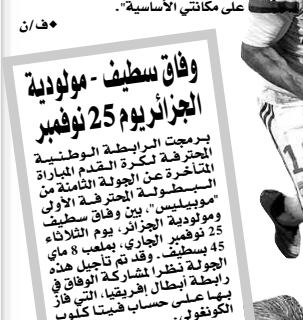 على مكانتي الأساسية".
◆ف/ن
وفاق سطيف - مولودية
الجزائر يوم 25 نوفمبر
برمجت الرابطة الوطنية
المحترفة لكرة القدم المباراة
المتأخرة عن الجولة الثامنة من
البـطـولـة المحترفة الأولى
"موبيليس"، بين وفاق سطيف
ومولودية الجزائر، يوم الثلاثاء
25 نوفمبر الجاري، بملعب 8 ماي
45 بسطيف. وقد تم تأجيل هذه
الجولة نظرا لمشاركة الوفاق في
رابطة أبطال إفريقيا، التي فاز
بها على حساب فيتا كلوب
الكونغولي.